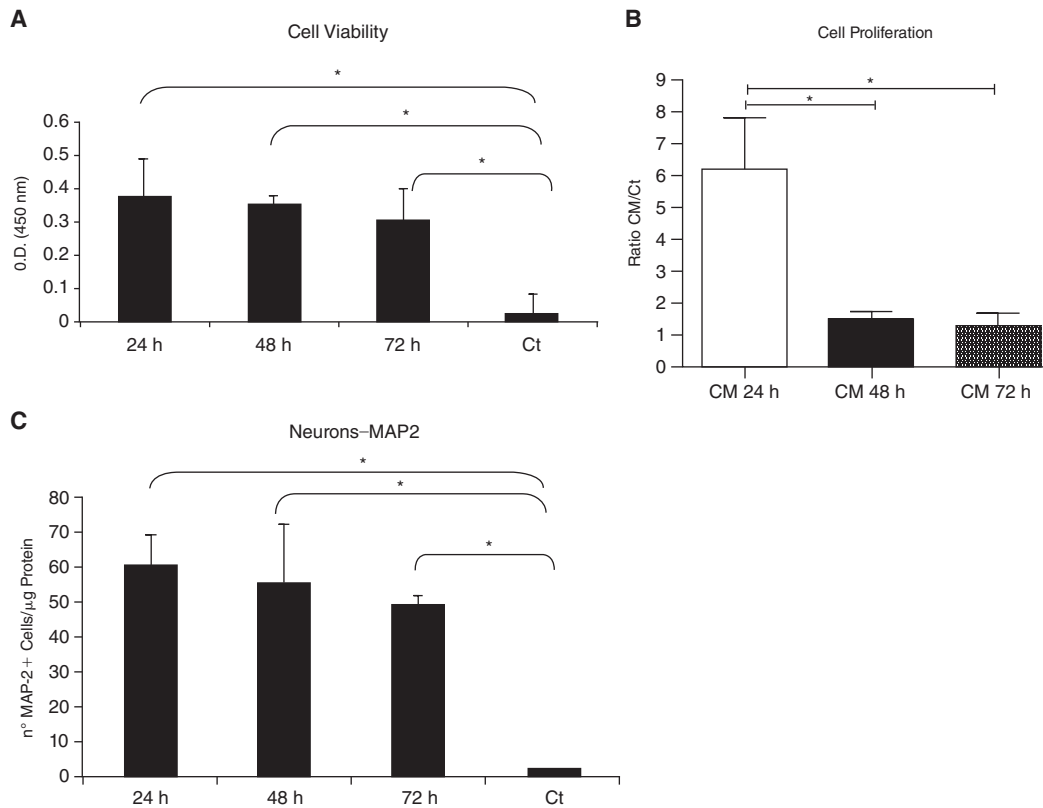 A
Cell Viability
*
*
*
0.6
0.5
0.4
0.3
0.2
0.1
0
0.D. (450 nm)
24 h 48 h 72 h Ct
B
Cell Proliferation
*
*
9
8
7
6
5
4
3
2
1
0
Ratio CM/Ct
CM 24 h CM 48 h CM 72 h
C
Neurons–MAP2
*
*
*
80
70
60
50
40
30
20
10
0
n° MAP-2+ Cells/μg Protein
24 h 48 h 72 h Ct